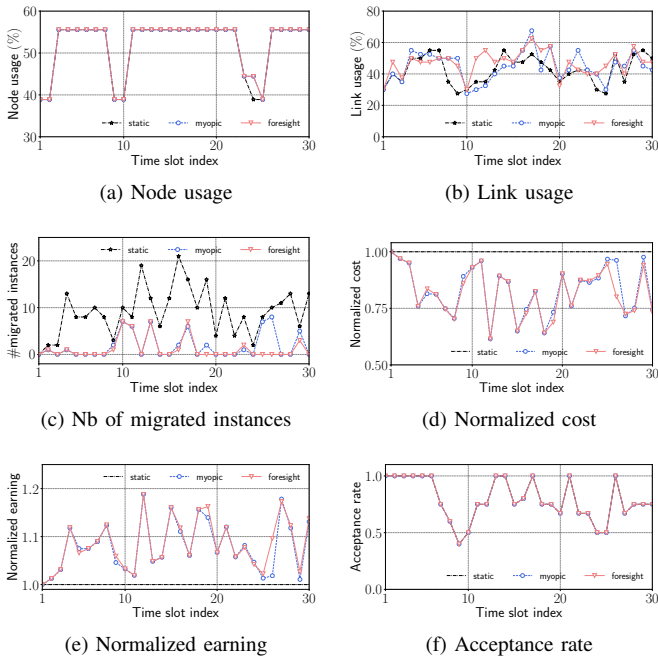 60
50
40
30
Node usage (%)
static myopic foresight
1 10 20 30
Time slot index
(a) Node usage
80
60
40
20
0
Link usage (%)
static myopic foresight
1 10 20 30
Time slot index
(b) Link usage
20
10
0
#migrated instances
static myopic foresight
1 10 20 30
Time slot index
(c) Nb of migrated instances
1.00
0.75
0.50
Normalized cost
static myopic foresight
1 10 20 30
Time slot index
(d) Normalized cost
1.2
1.1
1.0
Normalized earning
static myopic foresight
1 10 20 30
Time slot index
(e) Normalized earning
1.0
0.5
0.0
Acceptance rate
static myopic foresight
1 10 20 30
Time slot index
(f) Acceptance rate